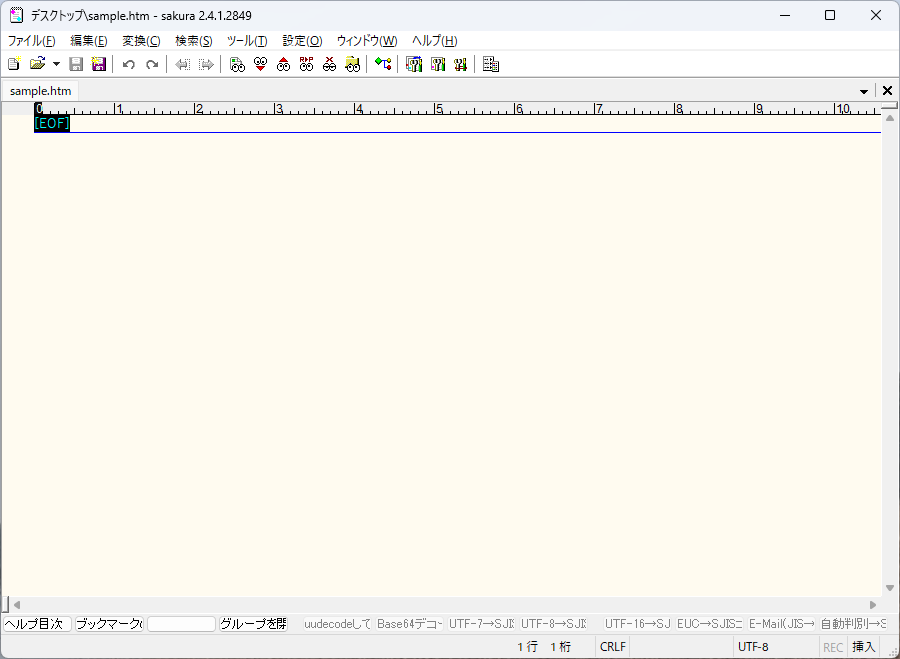 デスクトップ\sample.htm - sakura 2.4.1.2849
ファイル(F) 編集(E) 変換(C) 検索(S) ツール(T) 設定(O) ウィンドウ(W) ヘルプ(H)
sample.htm
0 1 2 3 4 5 6 7 8 9 10
[EOF]
ヘルプ目次 ブックマーク( グループを閉 uudecodeして Base64デコー UTF-7→SJIS UTF-8→SJIS UTF-16→SJ EUC→SJISコ E-Mail(JIS→ 自動判別→S
1 行 1 桁 CRLF UTF-8 REC 挿入